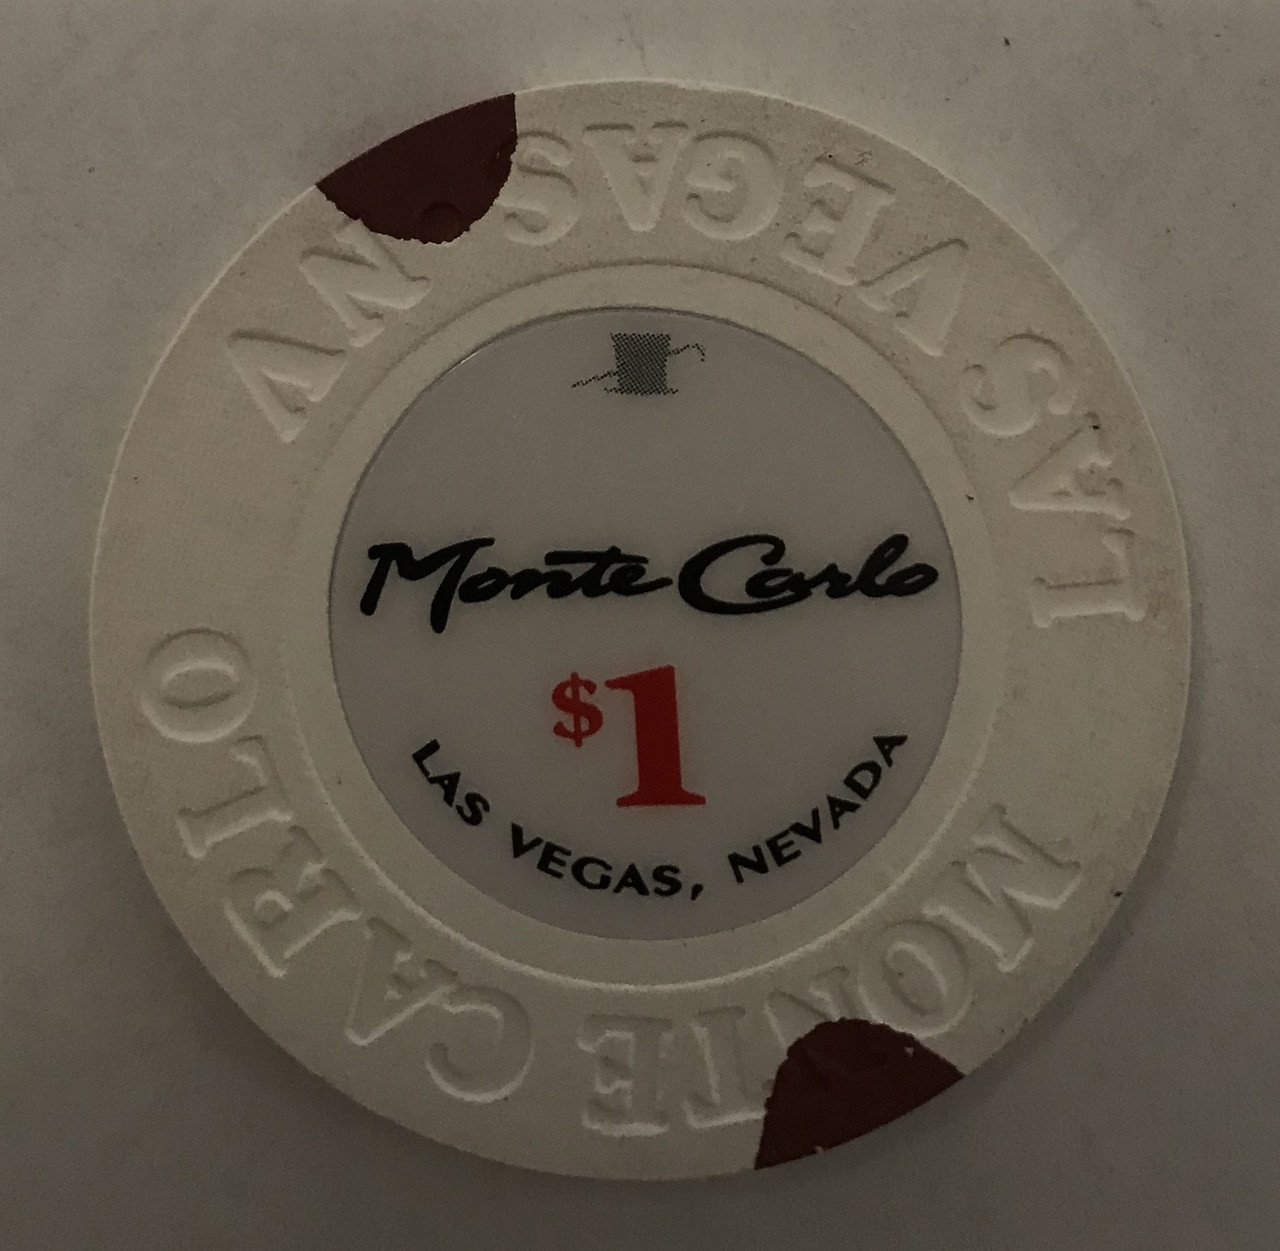 LAS VEGAS NV
Monte Carlo
$1
LAS VEGAS, NEVADA
MONTE CARLO